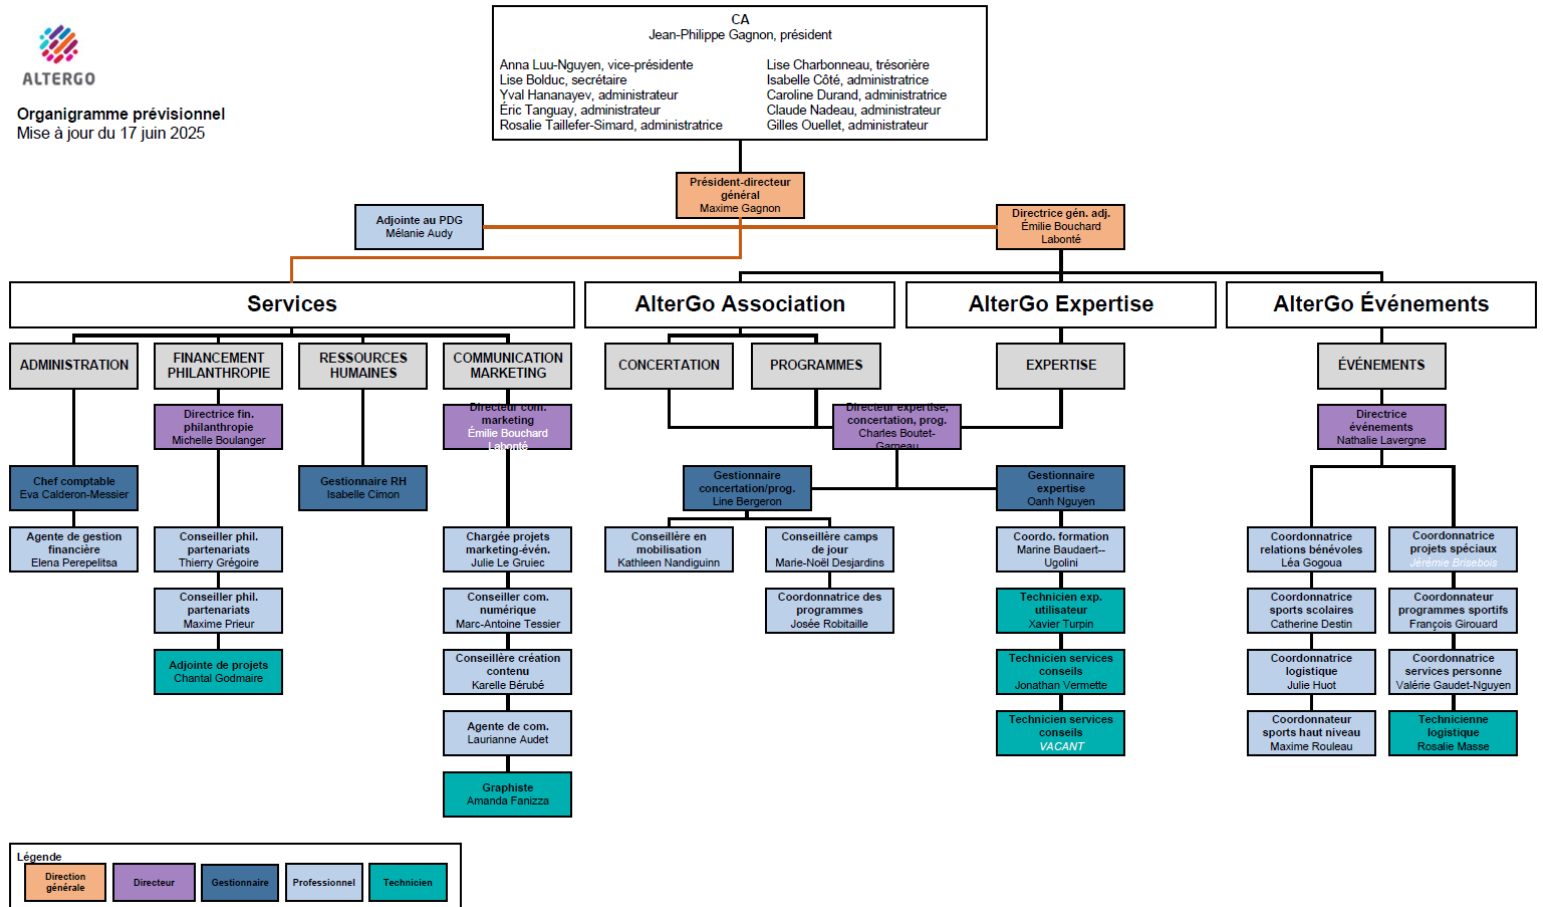 CA
Jean-Philippe Gagnon, président
Anna Luu-Nguyen, vice-présidente
Lise Charbonneau, trésorière
Lise Bolduc, secrétaire
Isabelle Côté, administratrice
Yval Hananayev, administrateur
Caroline Durand, administratrice
Éric Tanguay, administrateur
Claude Nadeau, administrateur
Rosalie Taillefer-Simard, administratrice
Gilles Ouellet, administrateur
ALTERGO
Organigramme prévisionnel
Mise à jour du 17 juin 2025
Président-directeur
général
Maxime Gagnon
Adjointe au PDG
Mélanie Audy
Directrice gén. adj.
Émilie Bouchard
Labonté
Services
AlterGo Association
AlterGo Expertise
AlterGo Événements
ADMINISTRATION
FINANCEMENT
PHILANTHROPIE
RESSOURCES
HUMAINES
COMMUNICATION
MARKETING
CONCERTATION
PROGRAMMES
EXPERTISE
ÉVÉNEMENTS
Directrice fin.
philanthropie
Michelle Boulanger
Directeur com.
marketing
Émilie Bouchard
Labonté
Directeur expertise,
concertation, prog.
Charles Boutet-
Garneau
Directrice
événements
Nathalie Lavergne
Chef comptable
Eva Calderon-Messier
Gestionnaire RH
Isabelle Cimon
Gestionnaire
concertation/prog.
Line Bergeron
Gestionnaire
expertise
Oanh Nguyen
Agente de gestion
financière
Elena Perepelitsa
Conseiller phil.
partenariats
Thierry Grégoire
Chargée projets
marketing-évén.
Julie Le Gruiec
Conseillère en
mobilisation
Kathleen Nandiguinn
Conseillère camps
de jour
Marie-Noël Desjardins
Coordo. formation
Marine Baudaert--
Ugolini
Coordonnatrice
relations bénévoles
Léa Gogoua
Coordonnatrice
projets spéciaux
Jérémie Brisebois
Conseiller phil.
partenariats
Maxime Prieur
Conseiller com.
numérique
Marc-Antoine Tessier
Coordonnatrice des
programmes
Josée Robitaille
Technicien exp.
utilisateur
Xavier Turpin
Coordonnatrice
sports scolaires
Catherine Destin
Coordonnateur
programmes sportifs
François Girouard
Adjointe de projets
Chantal Godmaire
Conseillère création
contenu
Karelle Bérubé
Technicien services
conseils
Jonathan Vermette
Coordonnatrice
logistique
Julie Huot
Coordonnatrice
services personne
Valérie Gaudet-Nguyen
Agente de com.
Laurianne Audet
Technicien services
conseils
VACANT
Coordonnateur
sports haut niveau
Maxime Rouleau
Technicienne
logistique
Rosalie Masse
Graphiste
Amanda Fanizza
Légende
Direction
générale
Directeur
Gestionnaire
Professionnel
Technicien